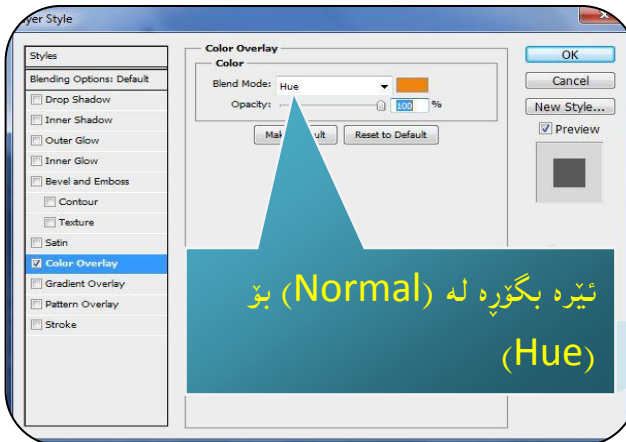 yer Style
Styles
Blending Options: Default
Drop Shadow
Inner Shadow
Outer Glow
Inner Glow
Bevel and Emboss
Contour
Texture
Satin
Color Overlay
Gradient Overlay
Pattern Overlay
Stroke
Color Overlay
Color
Blend Mode: Hue
Opacity: 100 %
Reset to Default
OK
Cancel
New Style...
Preview
ئێرە بگۆڕە لە (Normal) بۆ
(Hue)